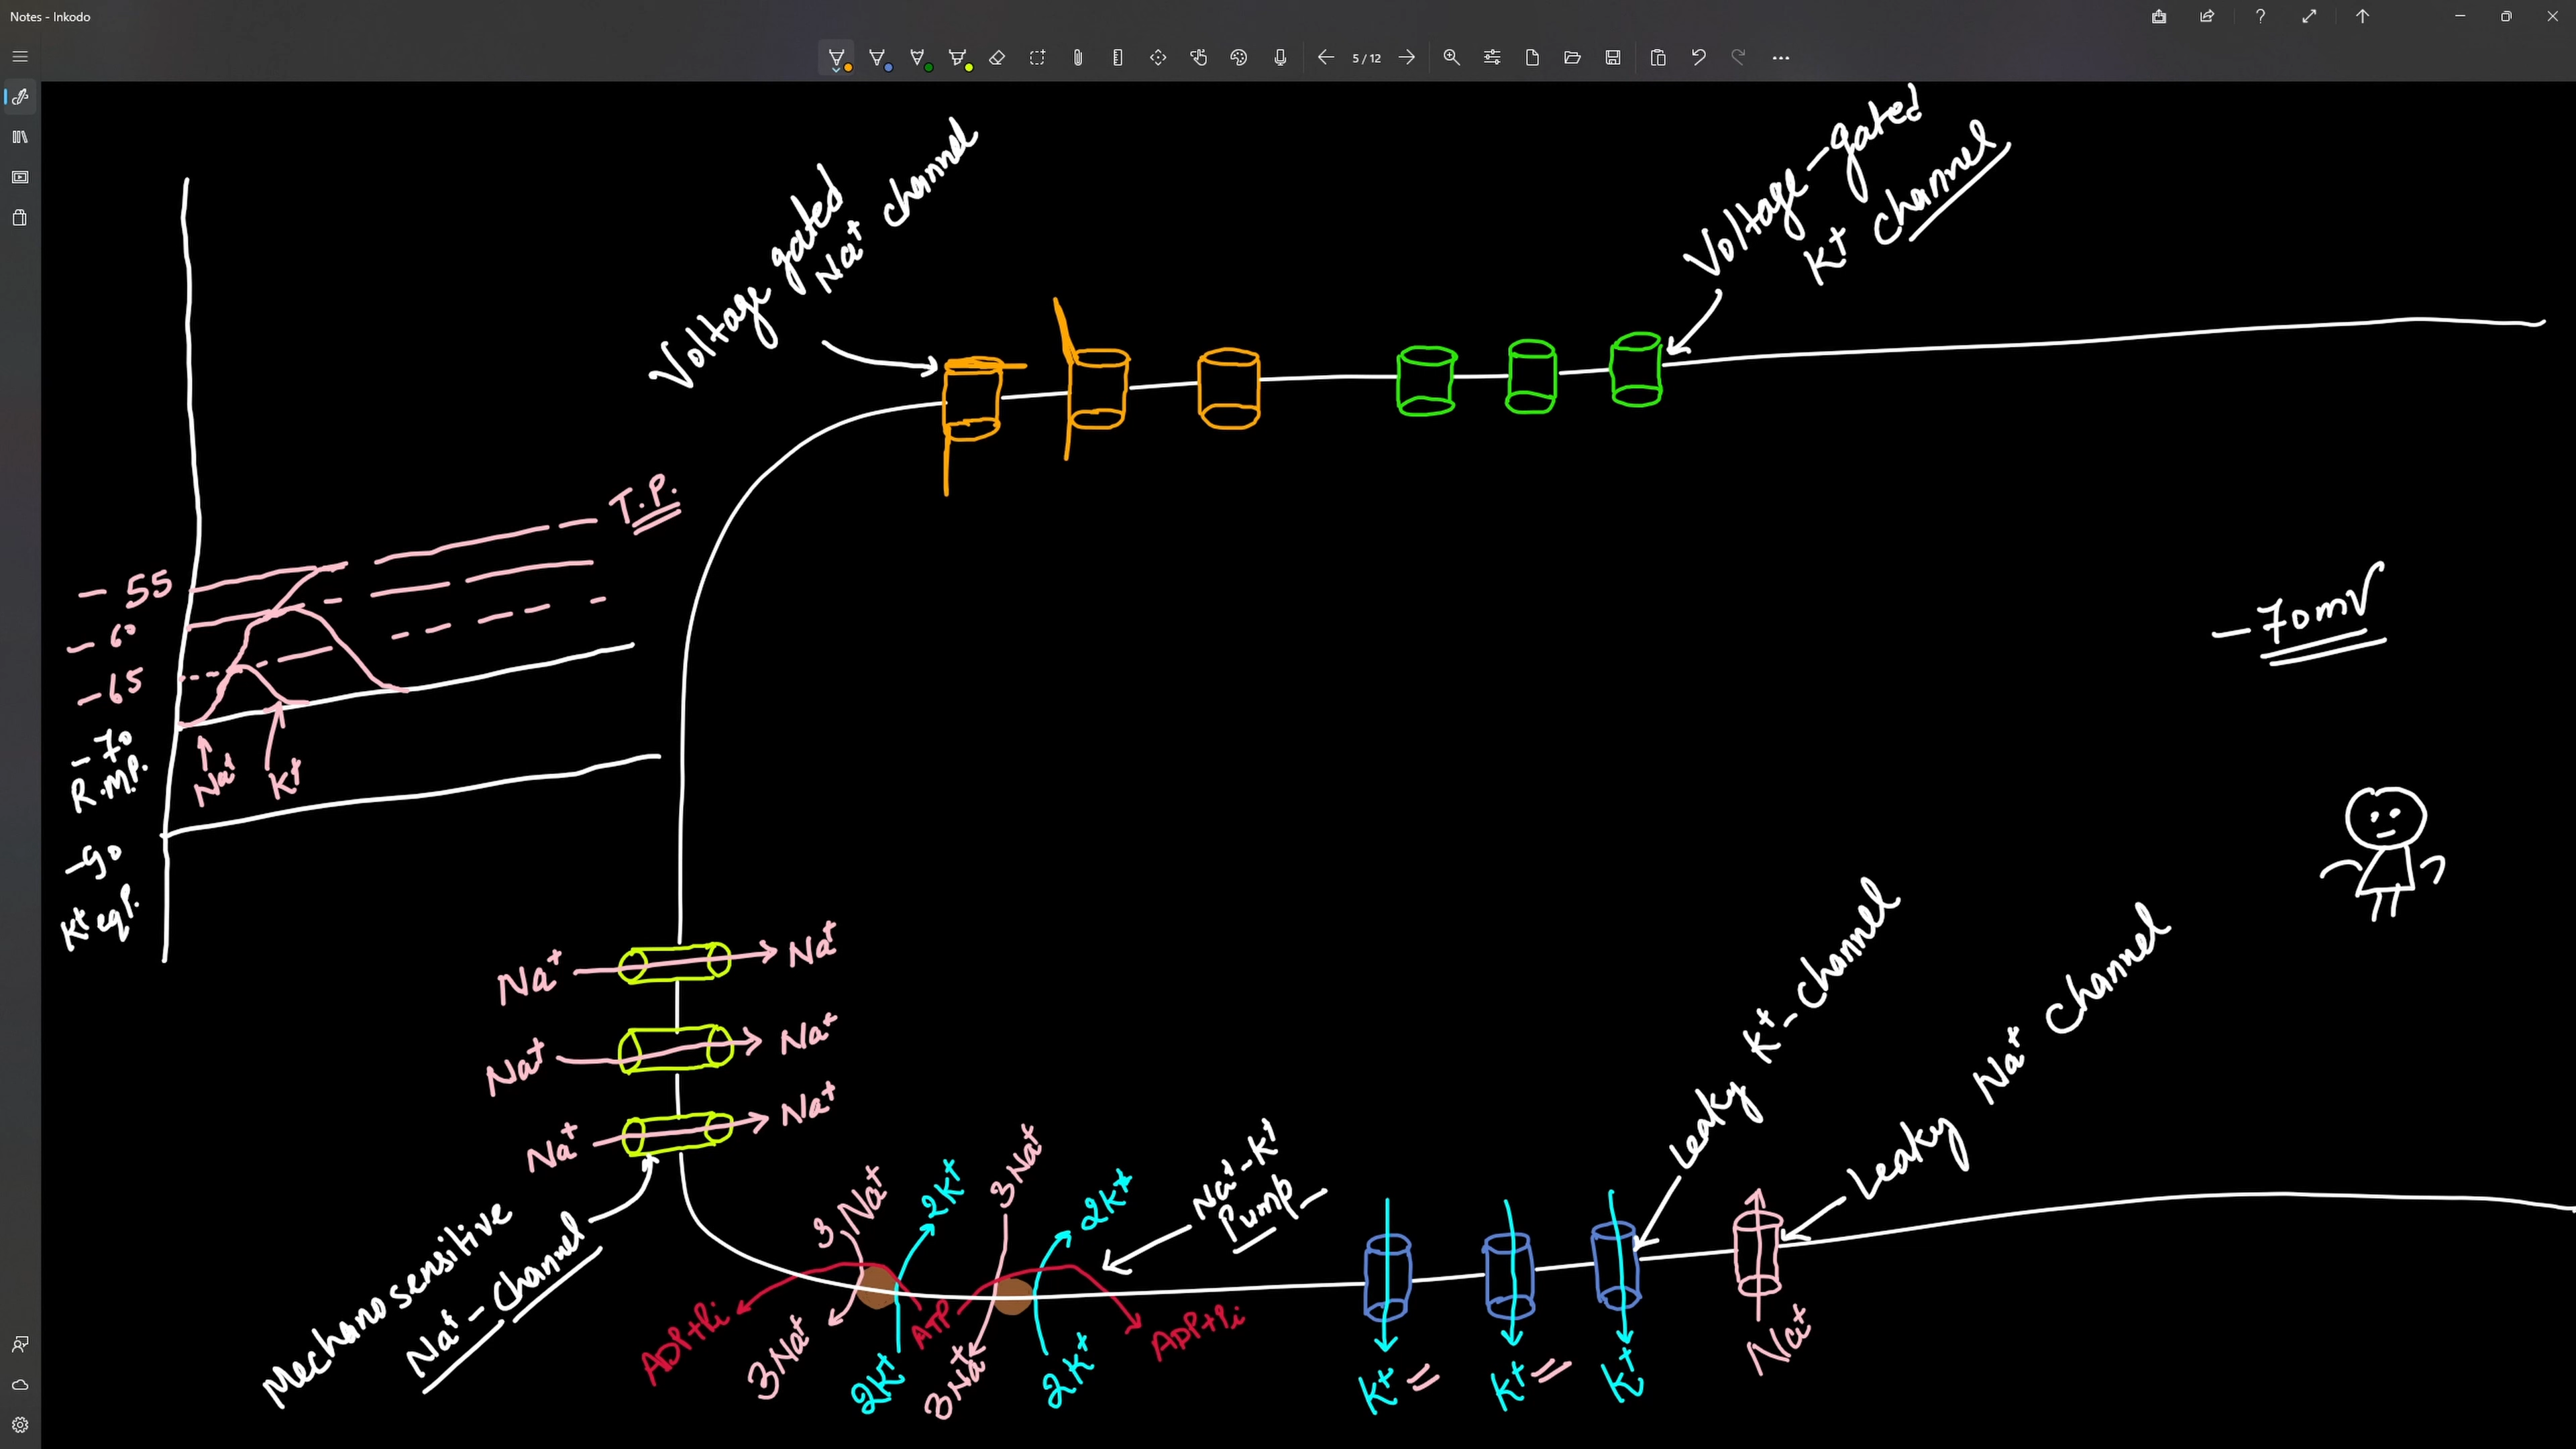 Notes - Inkodo
5 / 12
Voltage gated
Na+ channel
Voltage-gated
K+ channel
T.P.
- 55
- 60
- 65
- 70
R.M.P.
Na+
K+
-90
K+ eqP.
-70mV
Na+
Na+
Na+
Na+
Na+
Na+
Mechanosensitive
Na+- Channel
3Na+
2K+
3Na+
2K+
Na+-K+
Pump
ADP+Pi
ATP
ADP+Pi
3Na+
2K+
3Na+
2K+
Leaky K+-channel
Leaky Na+ channel
K+
K+
K+
Na+